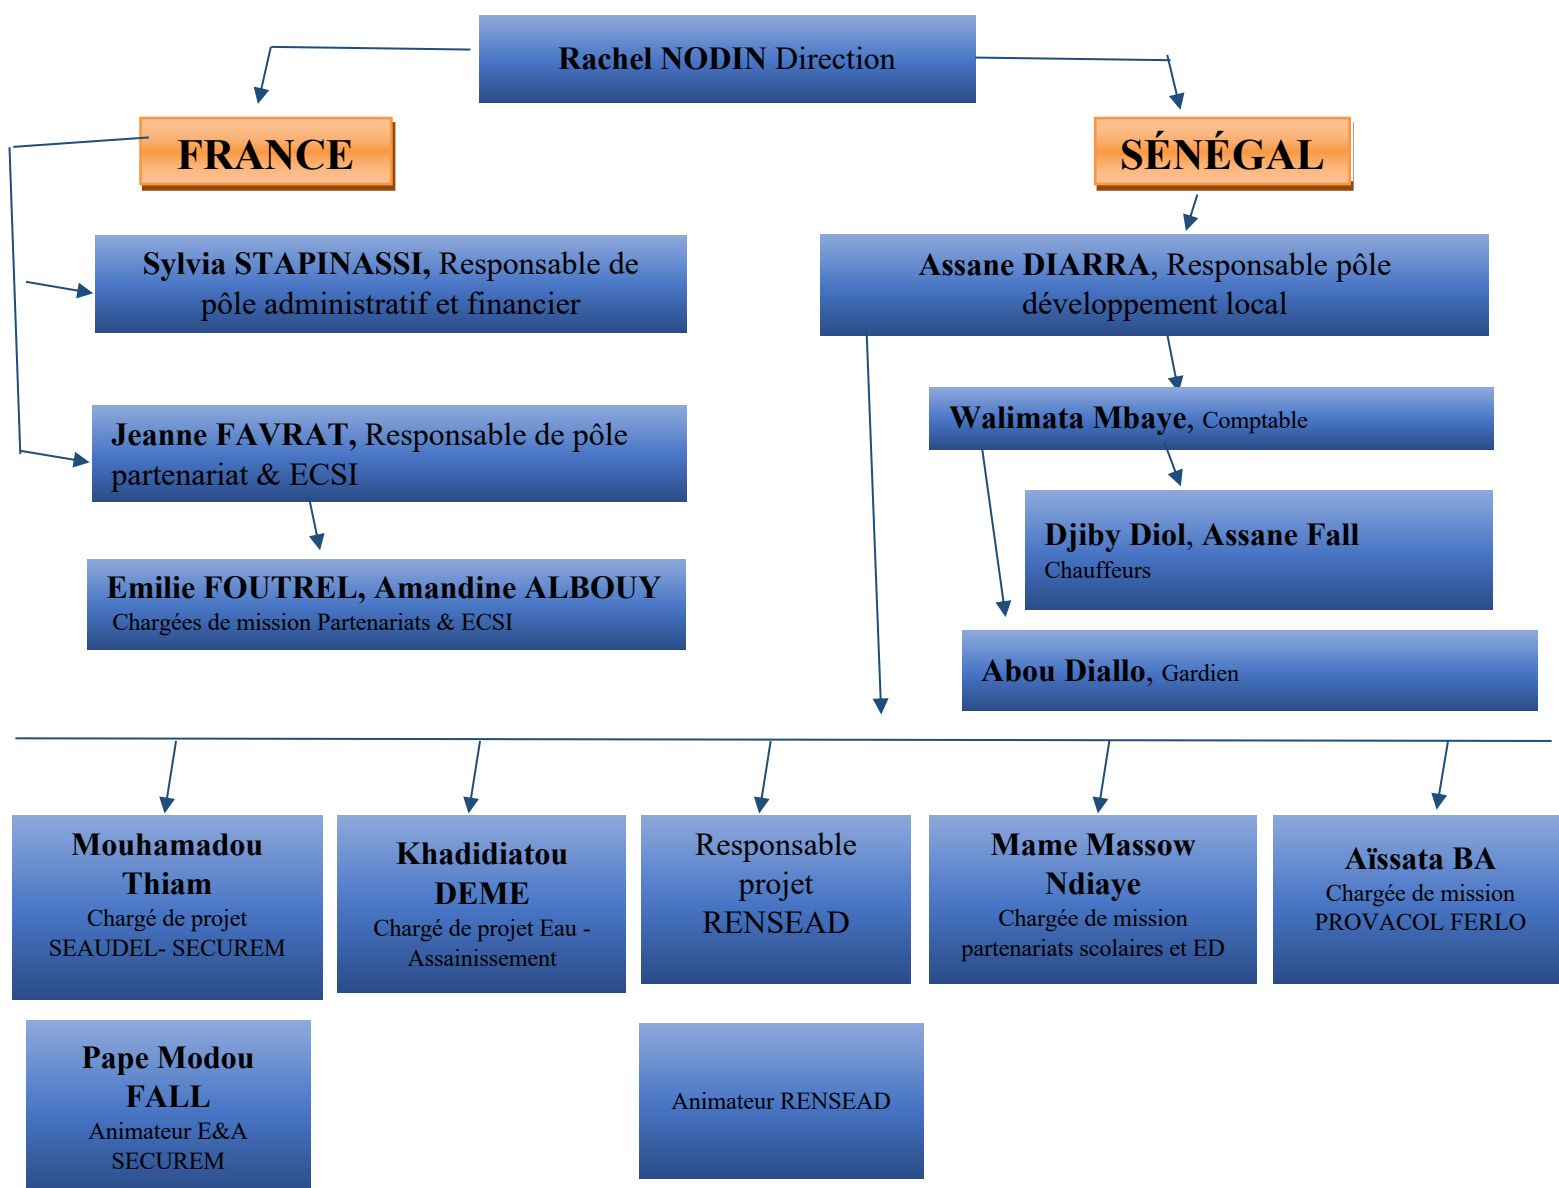 Rachel NODIN Direction
FRANCE
SÉNÉGAL
Sylvia STAPINASSI, Responsable de
pôle administratif et financier
Assane DIARRA, Responsable pôle
développement local
Jeanne FAVRAT, Responsable de pôle
partenariat & ECSI
Walimata Mbaye, Comptable
Djiby Diol, Assane Fall
Chauffeurs
Emilie FOUTREL, Amandine ALBOUY
Chargées de mission Partenariats & ECSI
Abou Diallo, Gardien
Mouhamadou
Thiam
Chargé de projet
SEAUDEL- SECUREM
Khadidiatou
DEME
Chargé de projet Eau -
Assainissement
Responsable
projet
RENSEAD
Mame Massow
Ndiaye
Chargée de mission
partenariats scolaires et ED
Aïssata BA
Chargée de mission
PROVACOL FERLO
Pape Modou
FALL
Animateur E&A
SECUREM
Animateur RENSEAD